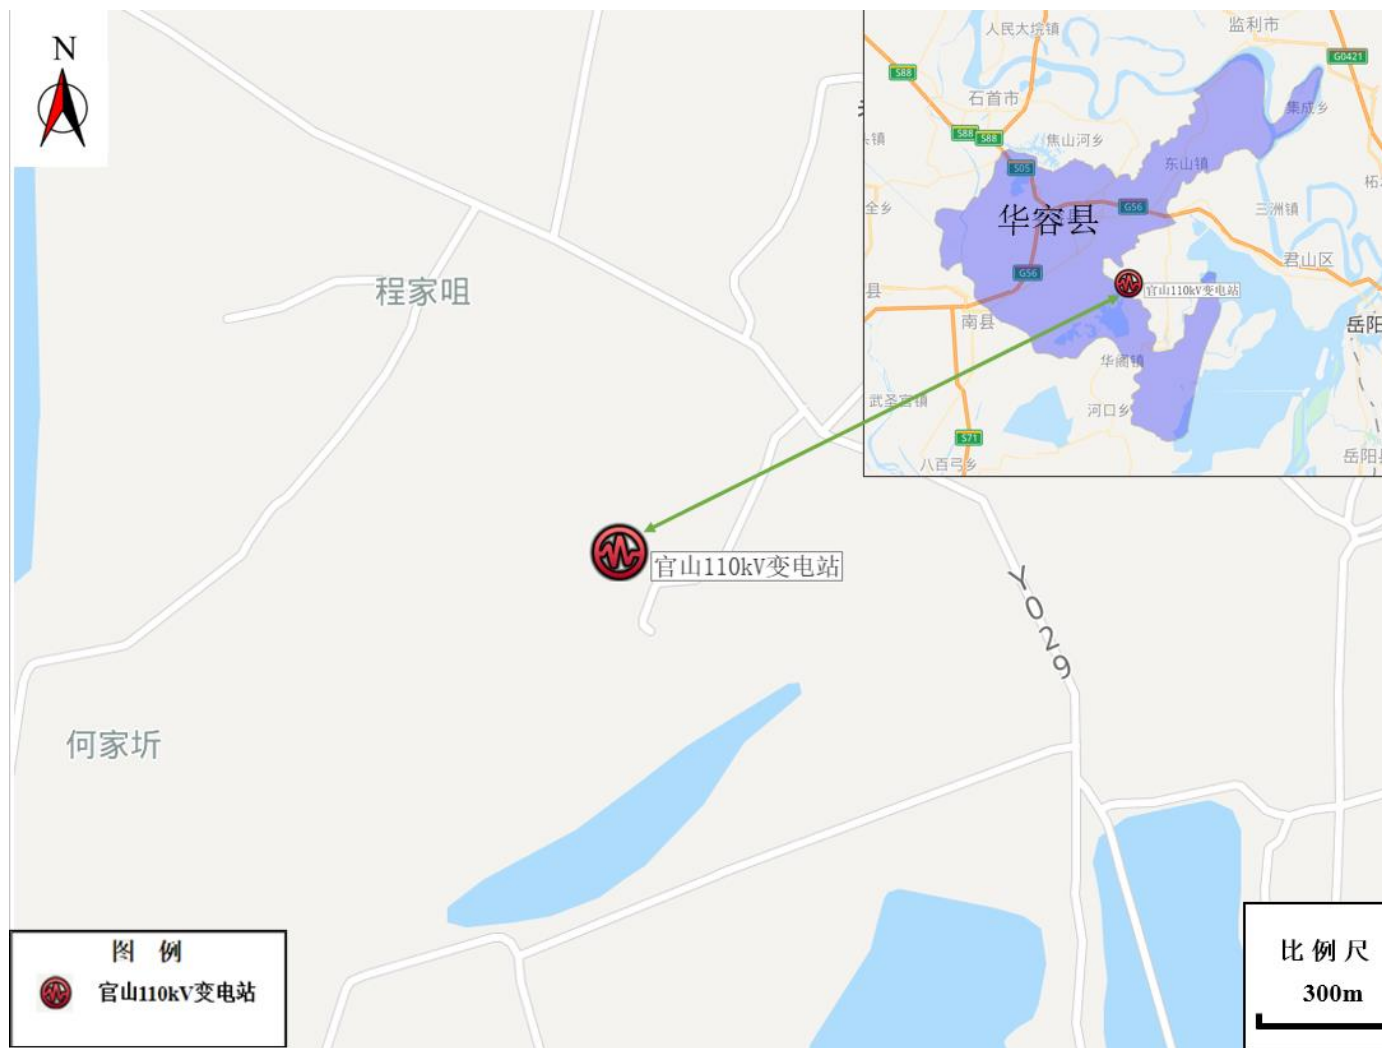 N
人民大垸镇
监利市
G0421
S88
石首市
集成乡
S88
S88
焦山河乡
东山镇
S05
华容县
G56
三洲镇
君山区
G56
官山110kV变电站
南县
岳阳
华阁镇
武圣宫镇
河口乡
S71
八百弓乡
程家咀
官山110kV变电站
Y029
何家圻
图 例
官山110kV变电站
比 例 尺
300m